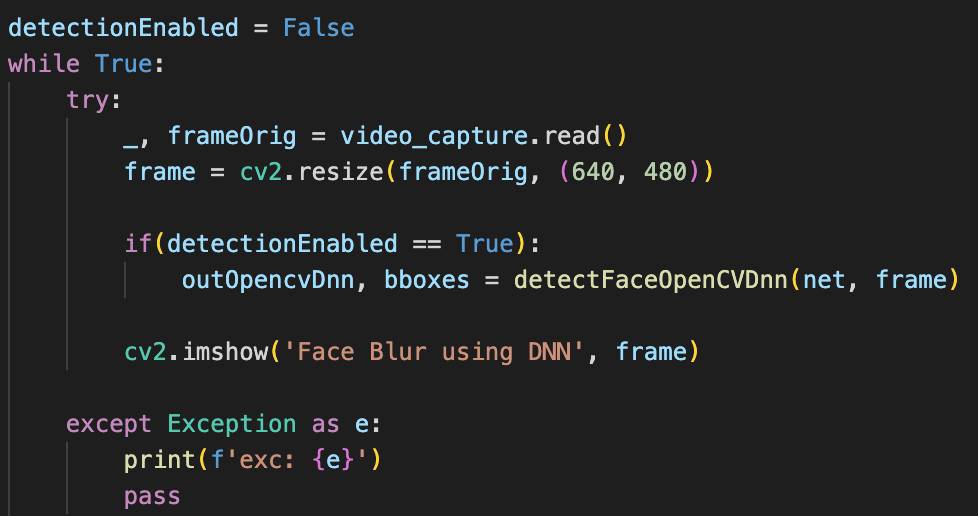 detectionEnabled = False
while True:
    try:
        _, frameOrig = video_capture.read()
        frame = cv2.resize(frameOrig, (640, 480))

        if(detectionEnabled == True):
            outOpencvDnn, bboxes = detectFaceOpenCVDnn(net, frame)

        cv2.imshow('Face Blur using DNN', frame)

    except Exception as e:
        print(f'exc: {e}')
        pass